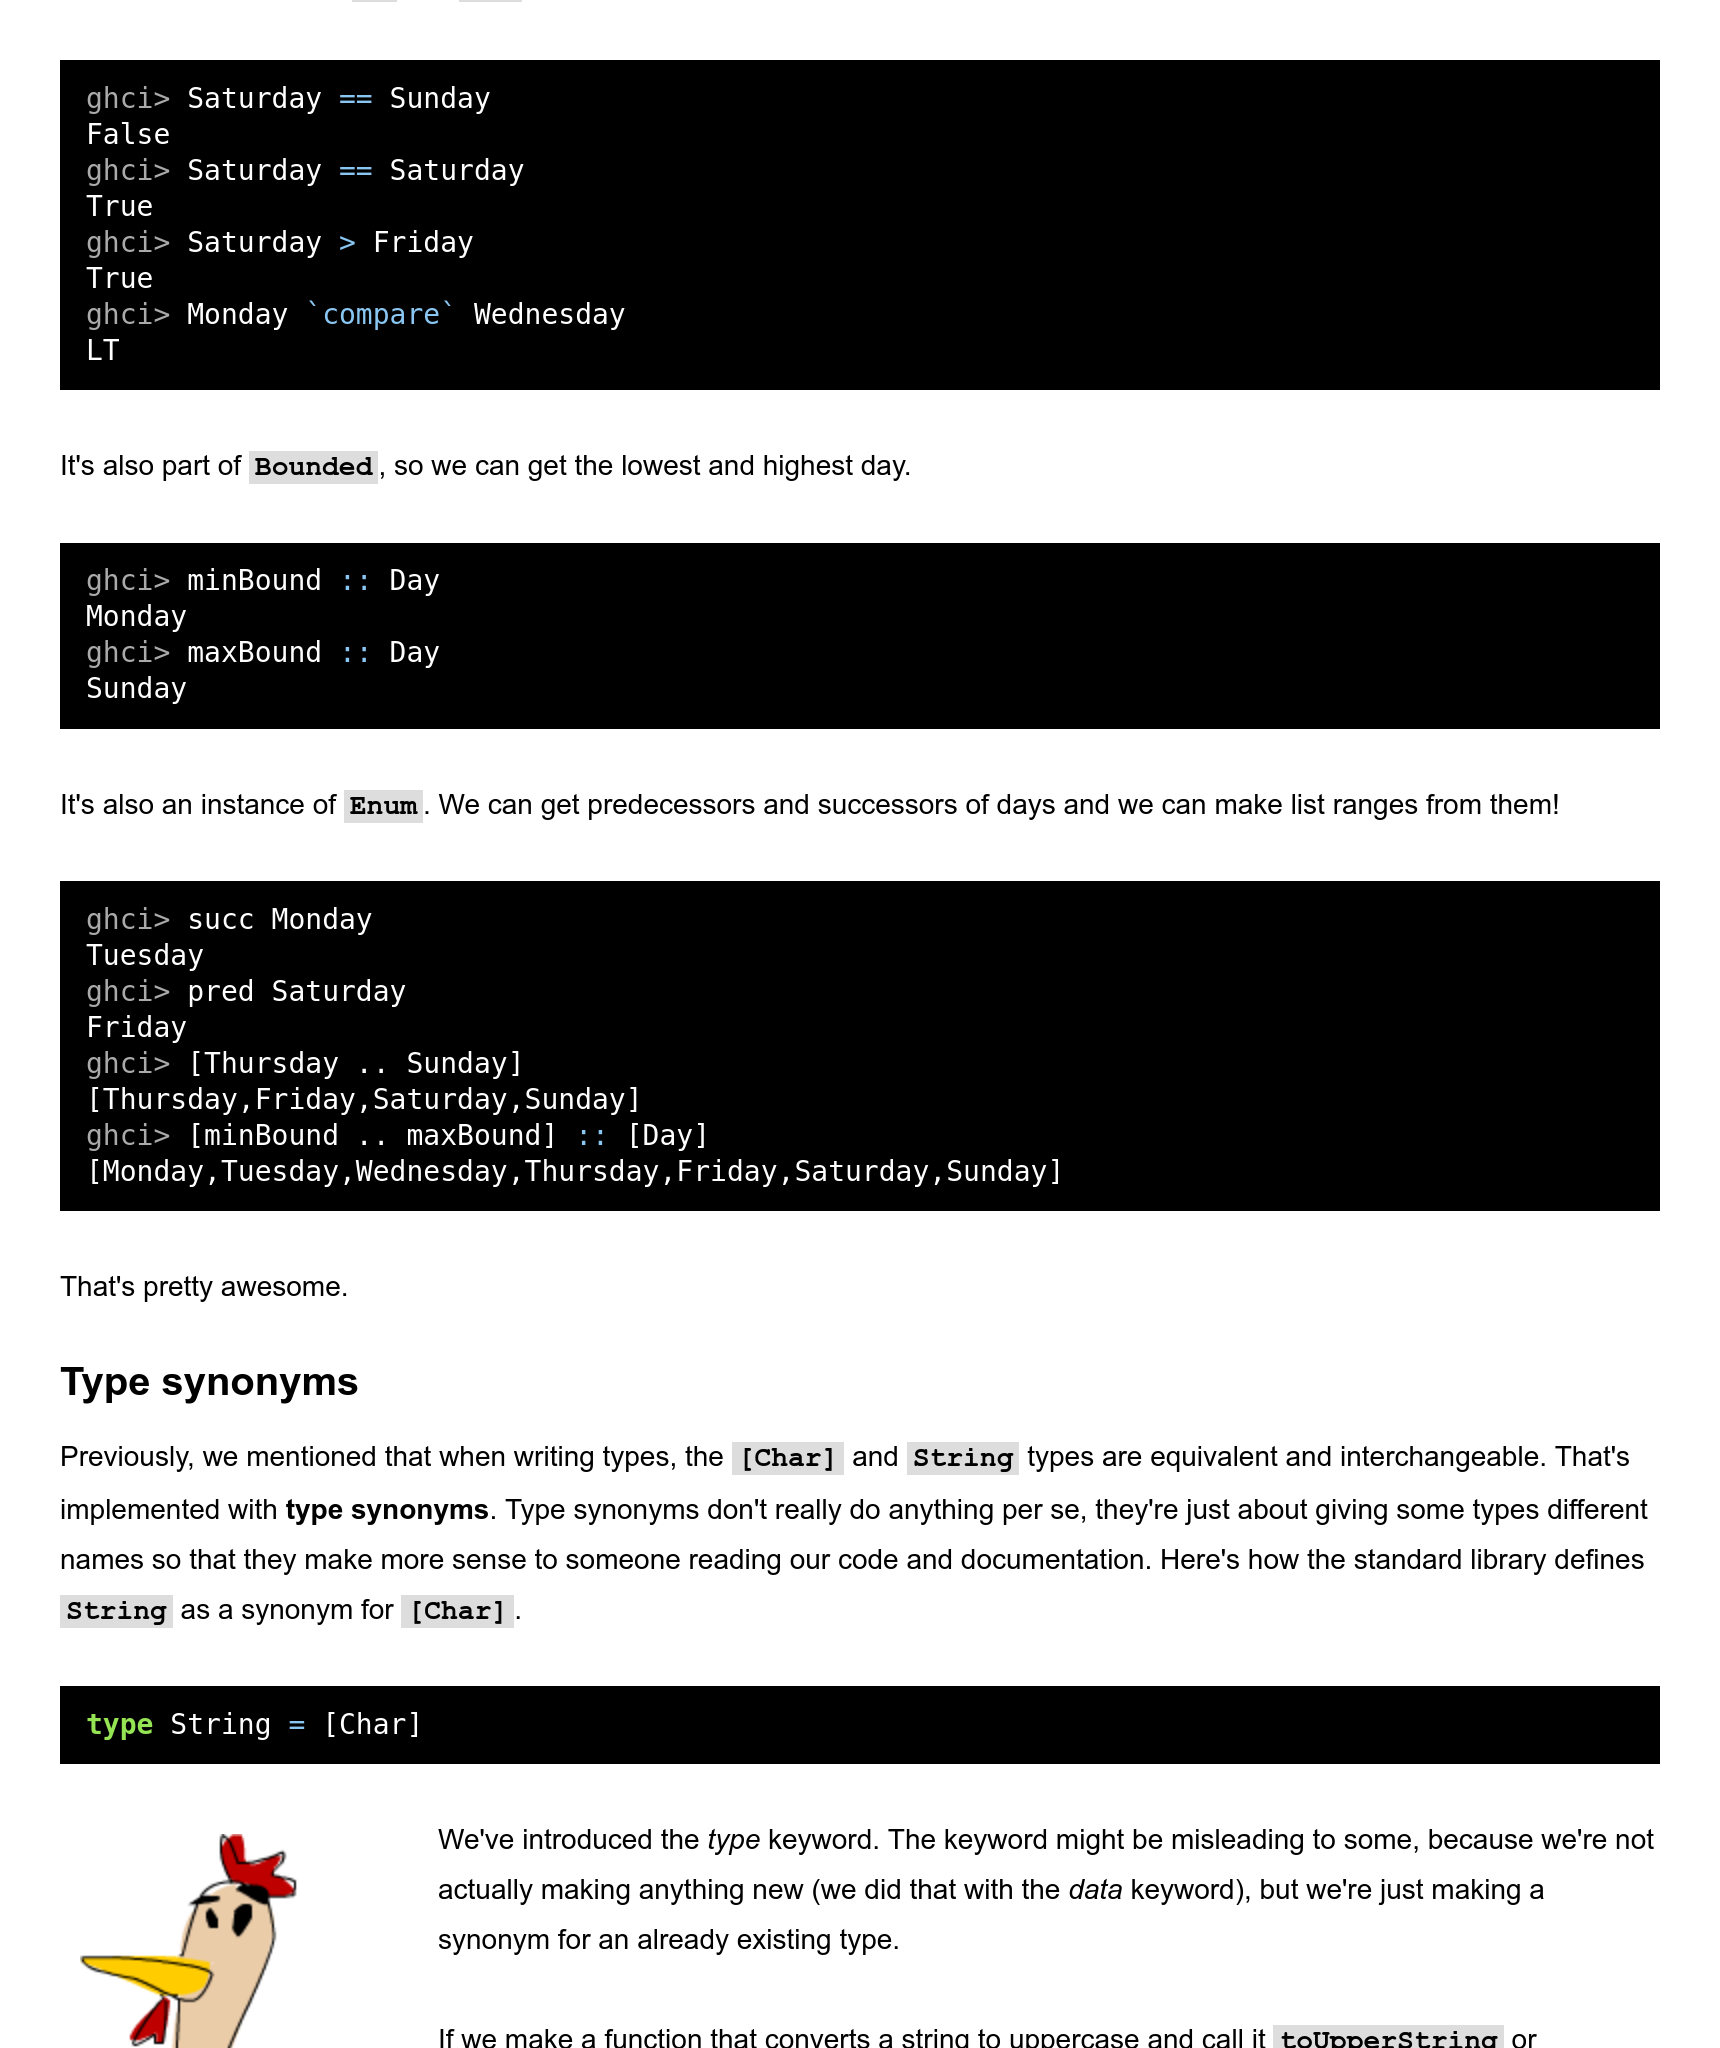 ghci> Saturday == Sunday
False
ghci> Saturday == Saturday
True
ghci> Saturday > Friday
True
ghci> Monday `compare` Wednesday
LT
It's also part of Bounded, so we can get the lowest and highest day.
ghci> minBound :: Day
Monday
ghci> maxBound :: Day
Sunday
It's also an instance of Enum. We can get predecessors and successors of days and we can make list ranges from them!
ghci> succ Monday
Tuesday
ghci> pred Saturday
Friday
ghci> [Thursday .. Sunday]
[Thursday,Friday,Saturday,Sunday]
ghci> [minBound .. maxBound] :: [Day]
[Monday,Tuesday,Wednesday,Thursday,Friday,Saturday,Sunday]
That's pretty awesome.
Type synonyms
Previously, we mentioned that when writing types, the [Char] and String types are equivalent and interchangeable. That's
implemented with type synonyms. Type synonyms don't really do anything per se, they're just about giving some types different
names so that they make more sense to someone reading our code and documentation. Here's how the standard library defines
String as a synonym for [Char].
type String = [Char]
We've introduced the type keyword. The keyword might be misleading to some, because we're not
actually making anything new (we did that with the data keyword), but we're just making a
synonym for an already existing type.
If we make a function that converts a string to uppercase and call it toUpperString or